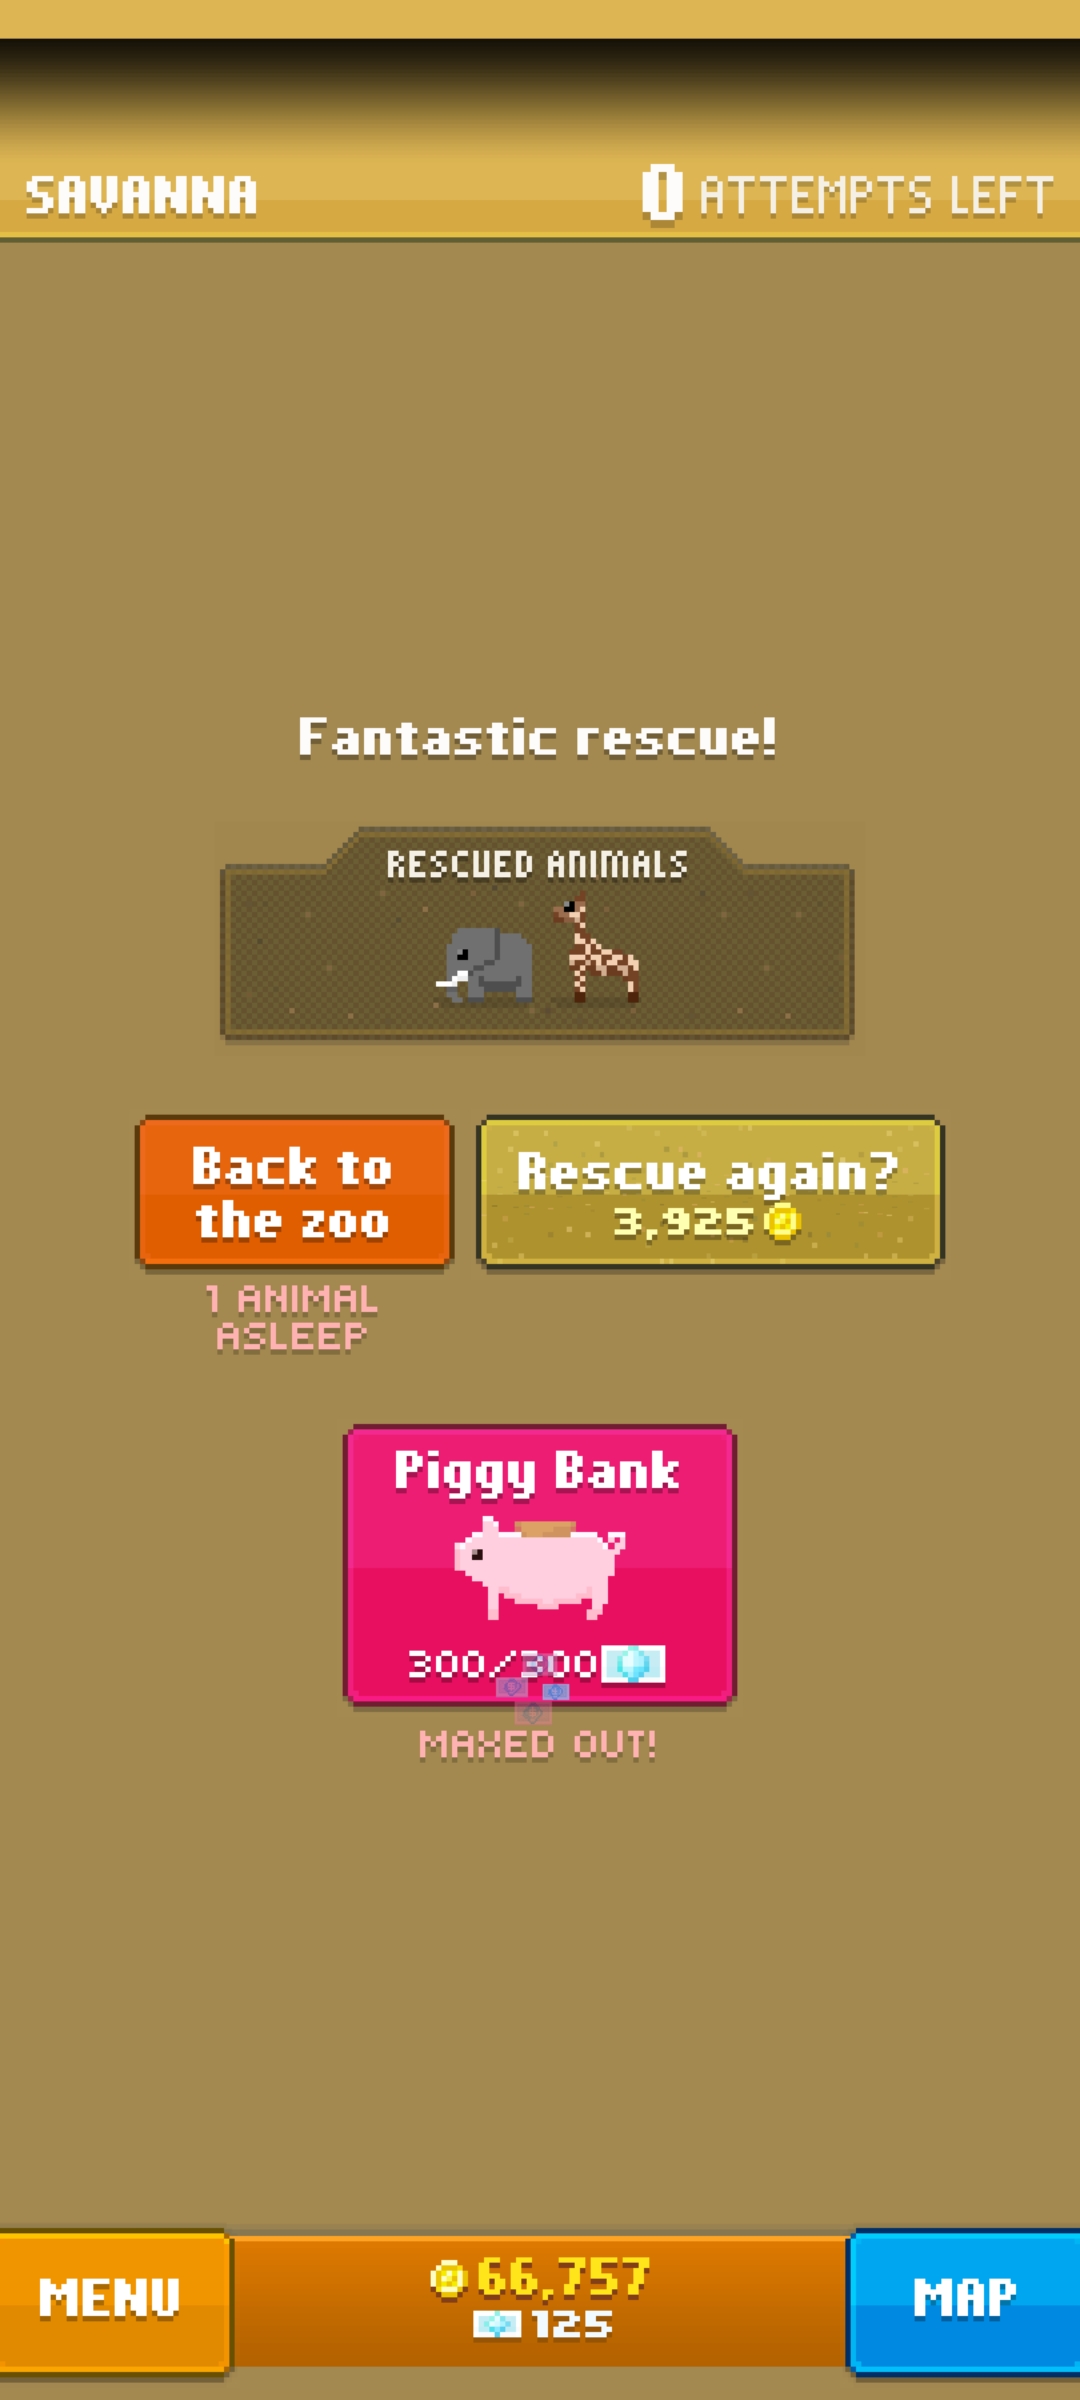 SAVANNA
0 ATTEMPTS LEFT
Fantastic rescue!
RESCUED ANIMALS
Back to
the zoo
Rescue again?
3,925
1 ANIMAL
ASLEEP
Piggy Bank
300/300
MAXED OUT!
MENU
66,757
125
MAP